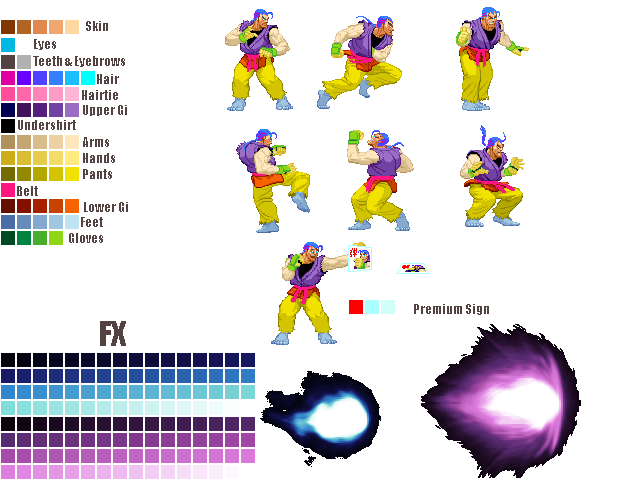 Skin
Eyes
Teeth & Eyebrows
Hair
Hairtie
Upper Gi
Undershirt
Arms
Hands
Pants
Belt
Lower Gi
Feet
Gloves
Premium Sign
FX